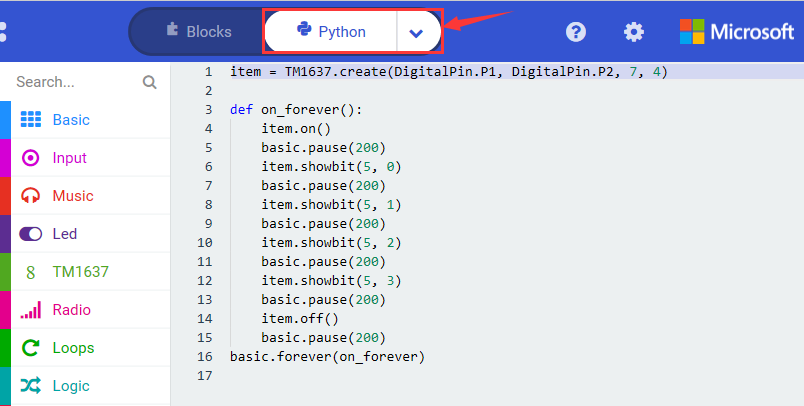 Blocks
Python
?
Microsoft
Search...
Basic
Input
Music
Led
8 TM1637
Radio
Loops
Logic
1 item = TM1637.create(DigitalPin.P1, DigitalPin.P2, 7, 4)
2
3 def on_forever():
4     item.on()
5     basic.pause(200)
6     item.showbit(5, 0)
7     basic.pause(200)
8     item.showbit(5, 1)
9     basic.pause(200)
10     item.showbit(5, 2)
11     basic.pause(200)
12     item.showbit(5, 3)
13     basic.pause(200)
14     item.off()
15     basic.pause(200)
16 basic.forever(on_forever)
17